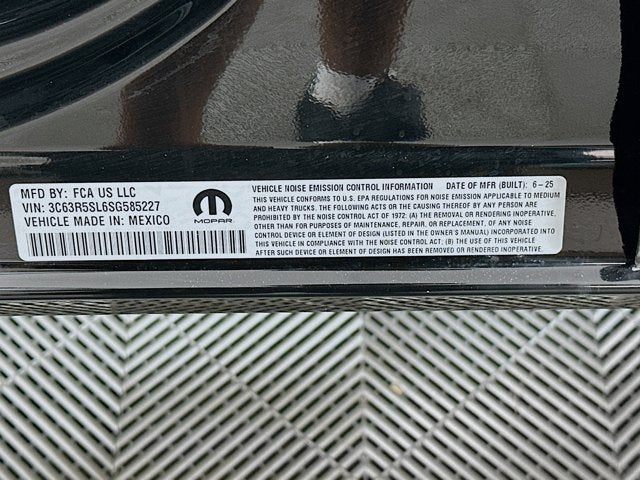 MFD BY: FCA US LLC
VIN: 3C63R5SL6SG585227
VEHICLE MADE IN: MEXICO
MOPAR
VEHICLE NOISE EMISSION CONTROL INFORMATION DATE OF MFR (BUILT): 6-25
THIS VEHICLE CONFORMS TO U.S. EPA REGULATIONS FOR NOISE EMISSION APPLICABLE TO MEDIUM
AND HEAVY TRUCKS. THE FOLLOWING ACTS OR THE CAUSING THEREOF BY ANY PERSON ARE
PROHIBITED BY THE NOISE CONTROL ACT OF 1972: (A) THE REMOVAL OR RENDERING INOPERATIVE,
OTHER THAN FOR PURPOSES OF MAINTENANCE, REPAIR, OR REPLACEMENT, OF ANY NOISE
CONTROL DEVICE OR ELEMENT OF DESIGN (LISTED IN THE OWNER'S MANUAL) INCORPORATED INTO
THIS VEHICLE IN COMPLIANCE WITH THE NOISE CONTROL ACT; (B) THE USE OF THIS VEHICLE
AFTER SUCH DEVICE OR ELEMENT OF DESIGN HAS BEEN REMOVED OR RENDERED INOPERATIVE.